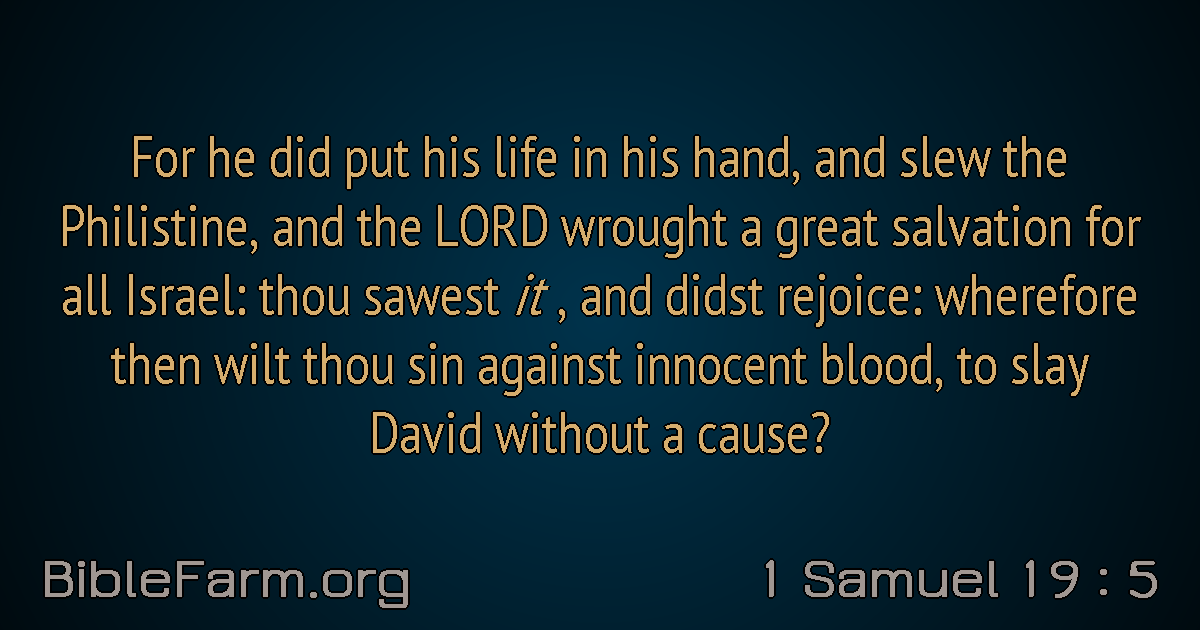 For he did put his life in his hand, and slew the
Philistine, and the LORD wrought a great salvation for
all Israel: thou sawest it , and didst rejoice: wherefore
then wilt thou sin against innocent blood, to slay
David without a cause?
BibleFarm.org
1 Samuel 19 : 5